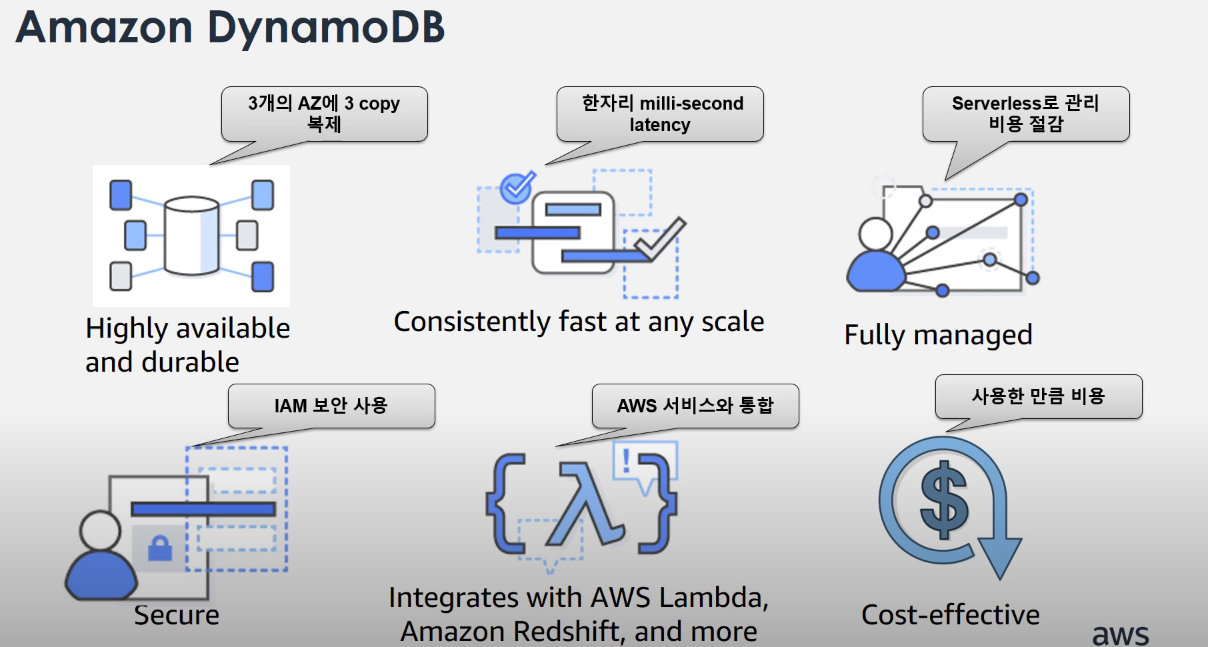 Amazon DynamoDB
3개의 AZ에 3 copy
복제
한자리 milli-second
latency
Serverless로 관리
비용 절감
Highly available
and durable
Consistently fast at any scale
Fully managed
IAM 보안 사용
AWS 서비스와 통합
사용한 만큼 비용
{ λ ! }
$
Secure
Integrates with AWS Lambda,
Amazon Redshift, and more
Cost-effective
aws